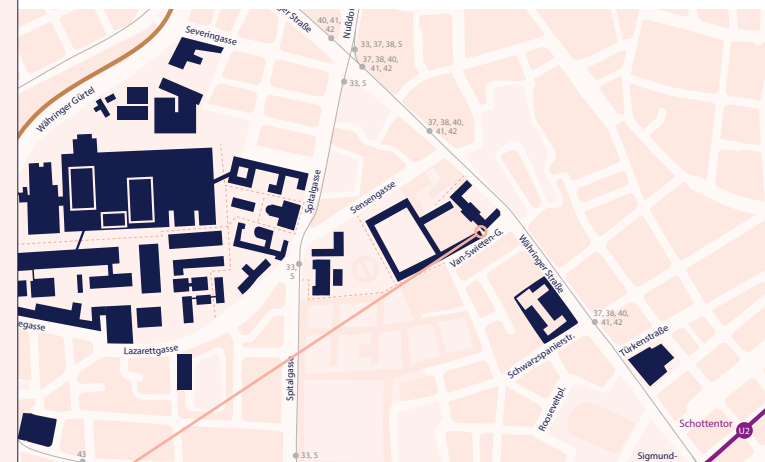 ger Straße
40, 41,
42
Nußdor
Severingasse
33, 37, 38, 5
37, 38, 40,
41, 42
33, 5
Währinger Gürtel
37, 38, 40,
41, 42
Spitalgasse
Sensengasse
Van-Swieten-G.
Währinger Straße
33,
5
37, 38, 40,
41, 42
egasse
Lazarettgasse
Türkenstraße
Schwarzspanierstr.
Spitalgasse
Rooseveltpl.
Schottentor
U2
43
33, 5
Sigmund-